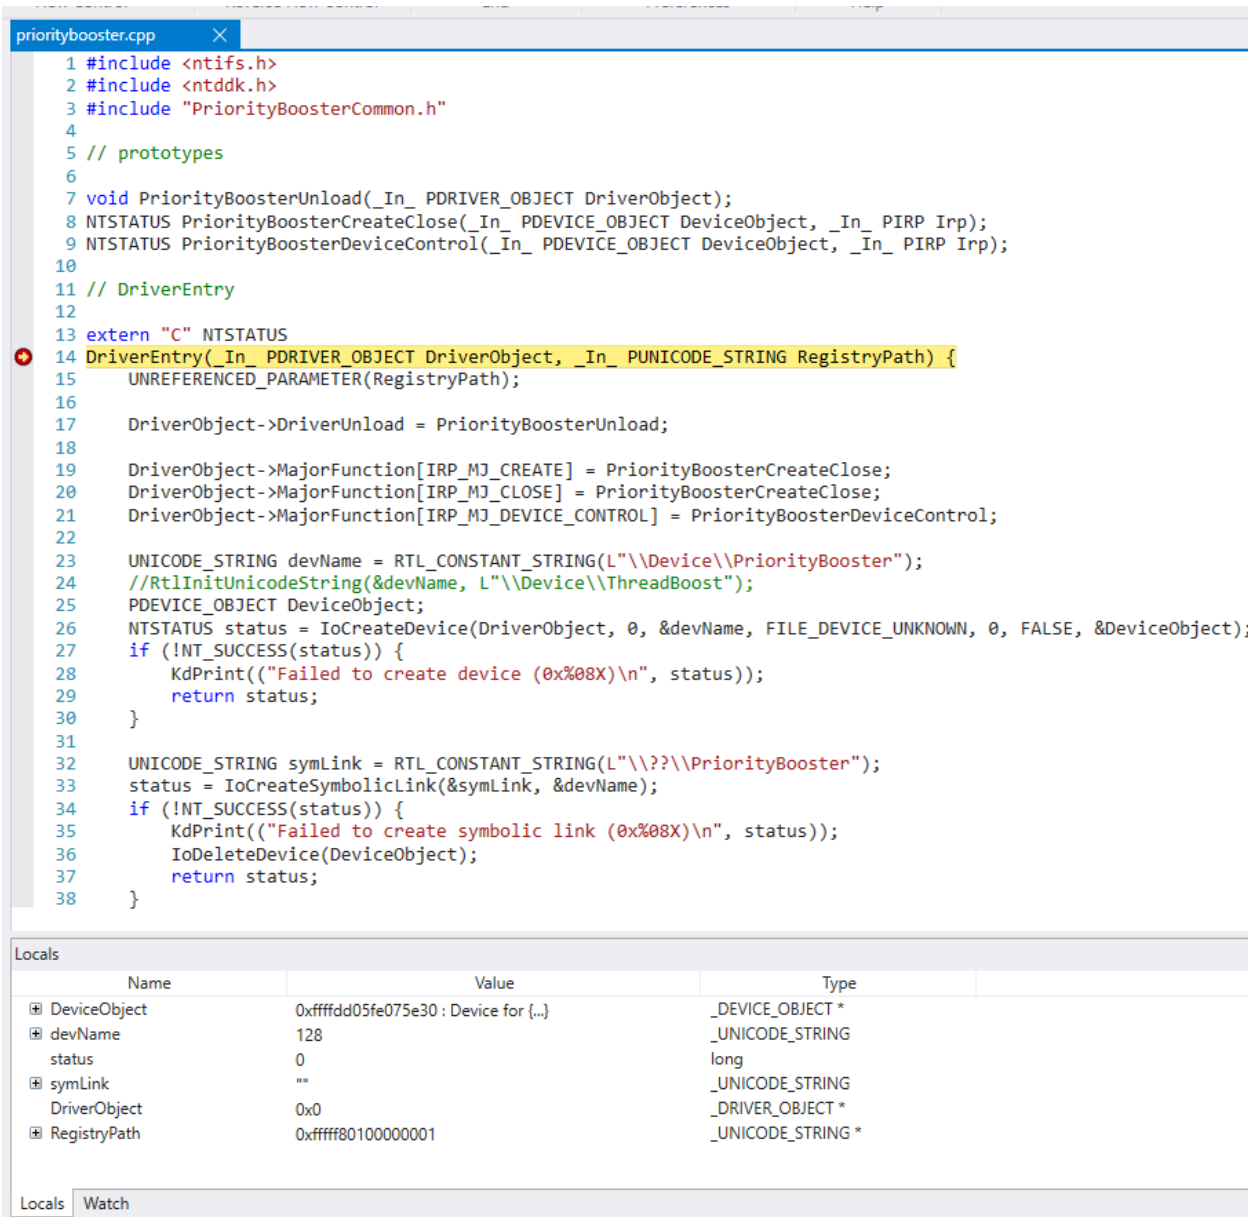 prioritybooster.cpp
1 #include <ntifs.h>
2 #include <ntddk.h>
3 #include "PriorityBoosterCommon.h"
4
5 // prototypes
6
7 void PriorityBoosterUnload(_In_ PDRIVER_OBJECT DriverObject);
8 NTSTATUS PriorityBoosterCreateClose(_In_ PDEVICE_OBJECT DeviceObject, _In_ PIRP Irp);
9 NTSTATUS PriorityBoosterDeviceControl(_In_ PDEVICE_OBJECT DeviceObject, _In_ PIRP Irp);
10
11 // DriverEntry
12
13 extern "C" NTSTATUS
14 DriverEntry(_In_ PDRIVER_OBJECT DriverObject, _In_ PUNICODE_STRING RegistryPath) {
15     UNREFERENCED_PARAMETER(RegistryPath);
16
17     DriverObject->DriverUnload = PriorityBoosterUnload;
18
19     DriverObject->MajorFunction[IRP_MJ_CREATE] = PriorityBoosterCreateClose;
20     DriverObject->MajorFunction[IRP_MJ_CLOSE] = PriorityBoosterCreateClose;
21     DriverObject->MajorFunction[IRP_MJ_DEVICE_CONTROL] = PriorityBoosterDeviceControl;
22
23     UNICODE_STRING devName = RTL_CONSTANT_STRING(L"\\Device\\PriorityBooster");
24     //RtlInitUnicodeString(&devName, L"\\Device\\ThreadBoost");
25     PDEVICE_OBJECT DeviceObject;
26     NTSTATUS status = IoCreateDevice(DriverObject, 0, &devName, FILE_DEVICE_UNKNOWN, 0, FALSE, &DeviceObject);
27     if (!NT_SUCCESS(status)) {
28         KdPrint(("Failed to create device (0x%08X)\n", status));
29         return status;
30     }
31
32     UNICODE_STRING symLink = RTL_CONSTANT_STRING(L"\\??\\PriorityBooster");
33     status = IoCreateSymbolicLink(&symLink, &devName);
34     if (!NT_SUCCESS(status)) {
35         KdPrint(("Failed to create symbolic link (0x%08X)\n", status));
36         IoDeleteDevice(DeviceObject);
37         return status;
38     }
Locals
Name Value Type
DeviceObject 0xffffdd05fe075e30 : Device for {...} _DEVICE_OBJECT *
devName 128 _UNICODE_STRING
status 0 long
symLink "" _UNICODE_STRING
DriverObject 0x0 _DRIVER_OBJECT *
RegistryPath 0xfffff80100000001 _UNICODE_STRING *
Locals Watch